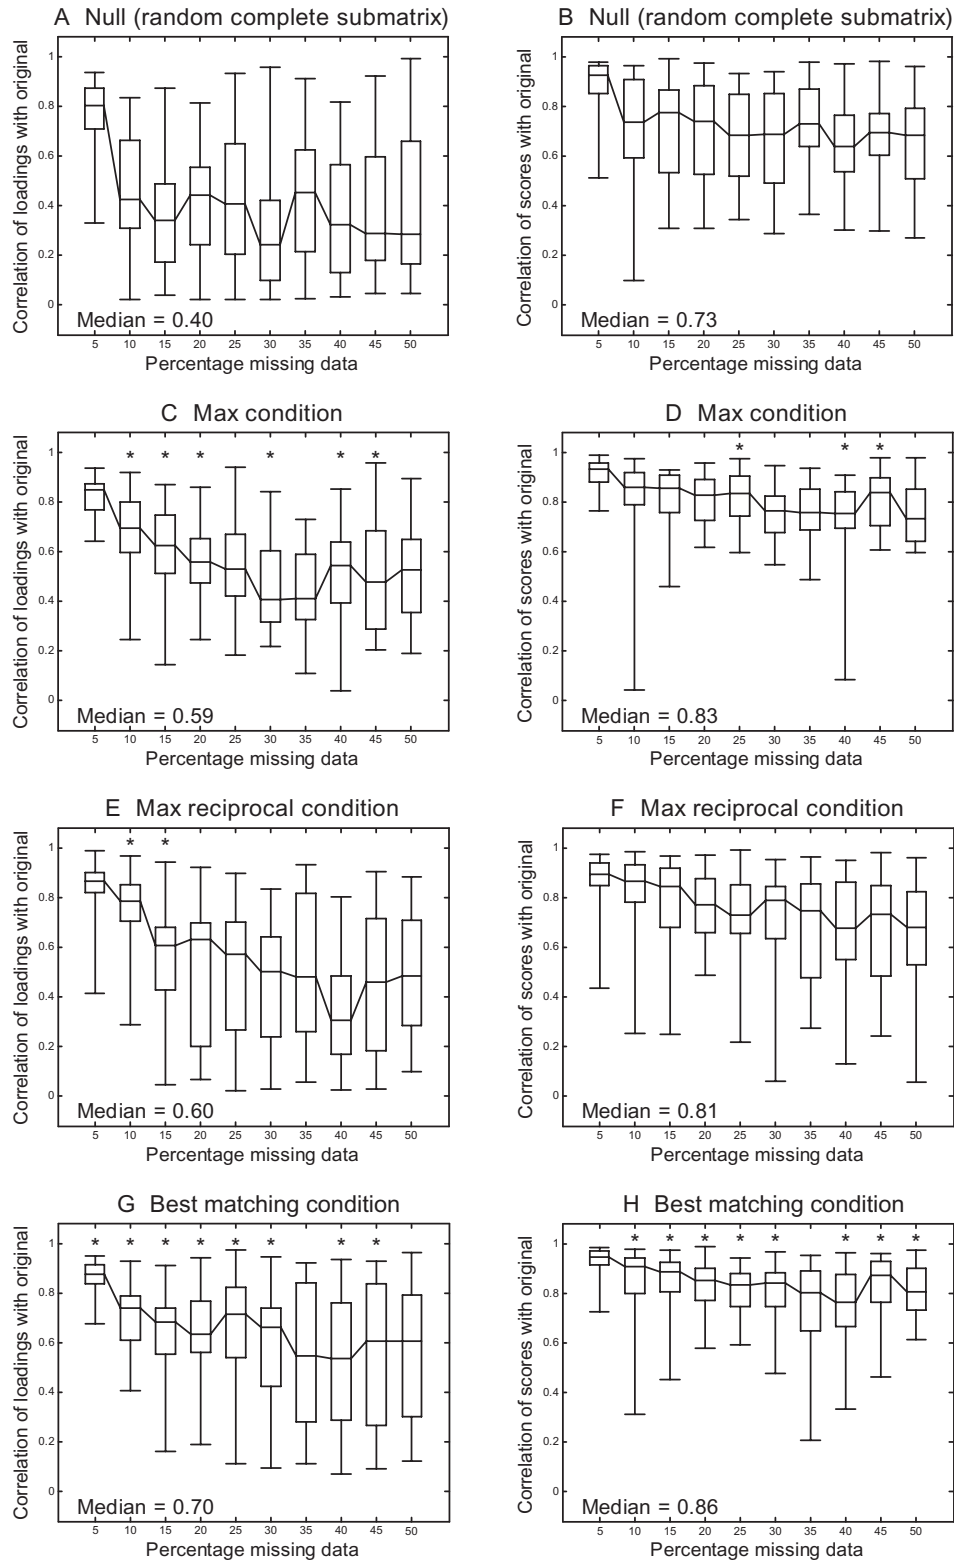 A Null (random complete submatrix)
Correlation of loadings with original
1
0.8
0.6
0.4
0.2
0
Median = 0.40
5 10 15 20 25 30 35 40 45 50
Percentage missing data
B Null (random complete submatrix)
Correlation of scores with original
1
0.8
0.6
0.4
0.2
0
Median = 0.73
5 10 15 20 25 30 35 40 45 50
Percentage missing data
C Max condition
Correlation of loadings with original
1
* * * * * *
0.8
0.6
0.4
0.2
0
Median = 0.59
5 10 15 20 25 30 35 40 45 50
Percentage missing data
D Max condition
Correlation of scores with original
1
* * *
0.8
0.6
0.4
0.2
0
Median = 0.83
5 10 15 20 25 30 35 40 45 50
Percentage missing data
E Max reciprocal condition
Correlation of loadings with original
1
* *
0.8
0.6
0.4
0.2
0
Median = 0.60
5 10 15 20 25 30 35 40 45 50
Percentage missing data
F Max reciprocal condition
Correlation of scores with original
1
0.8
0.6
0.4
0.2
0
Median = 0.81
5 10 15 20 25 30 35 40 45 50
Percentage missing data
G Best matching condition
Correlation of loadings with original
* * * * * * * *
1
0.8
0.6
0.4
0.2
0
Median = 0.70
5 10 15 20 25 30 35 40 45 50
Percentage missing data
H Best matching condition
Correlation of scores with original
* * * * * * * *
1
0.8
0.6
0.4
0.2
0
Median = 0.86
5 10 15 20 25 30 35 40 45 50
Percentage missing data